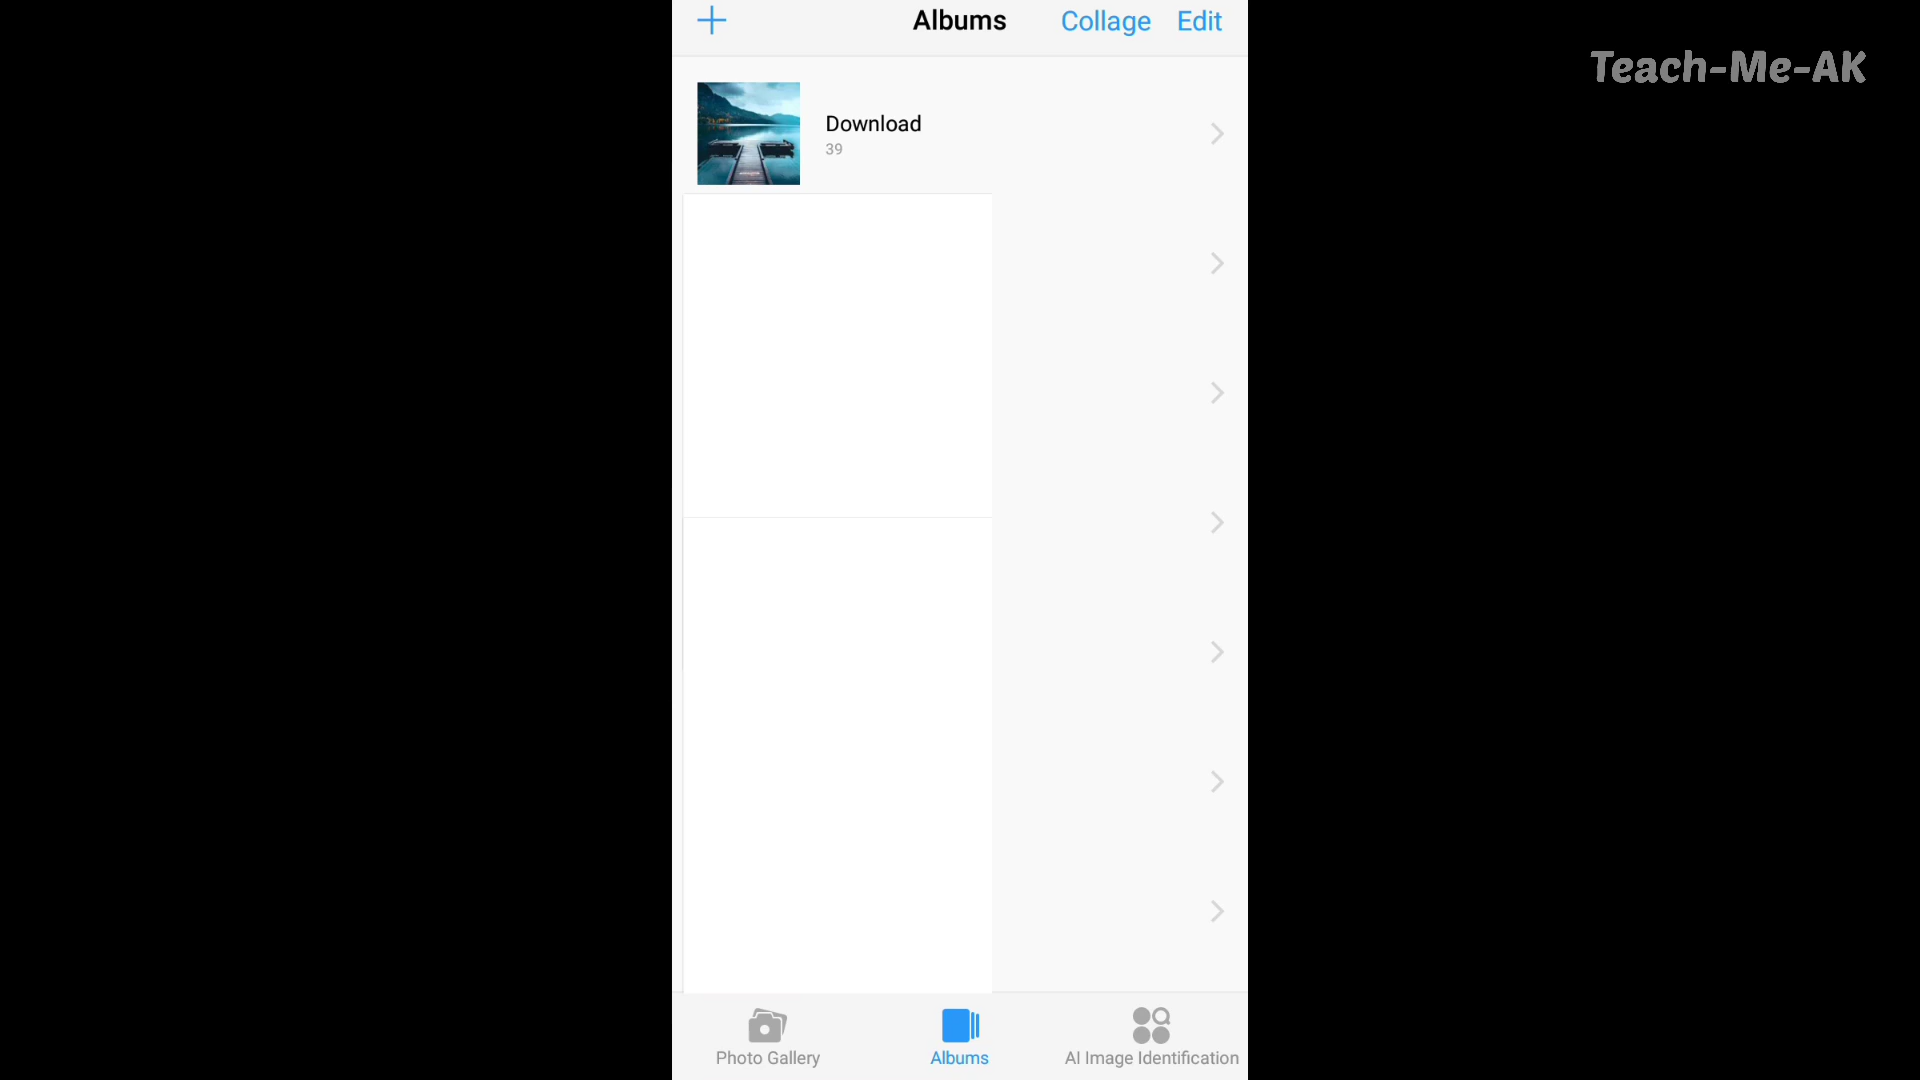 Albums
Collage
Edit
Teach-Me-AK
Download
39
Photo Gallery
Albums
AI Image Identification